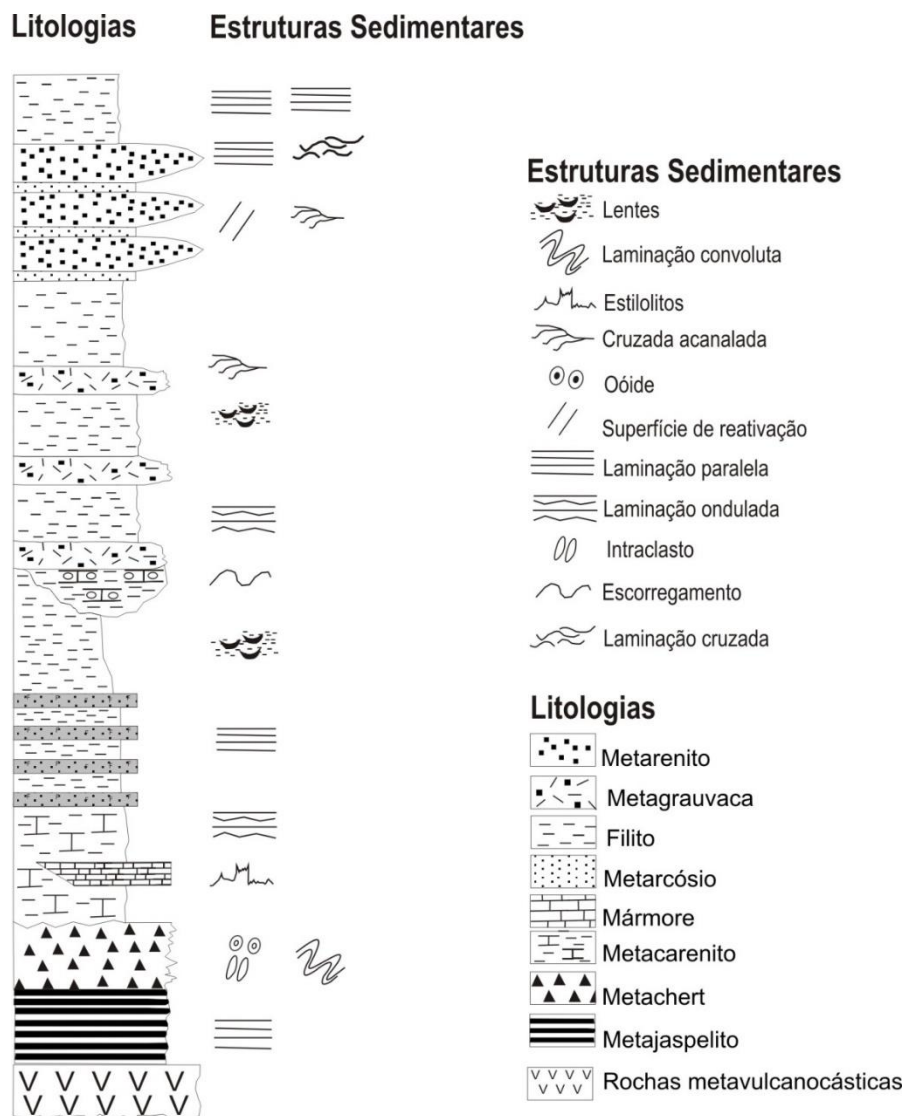 Litologias
Estruturas Sedimentares
Estruturas Sedimentares
Lentes
Laminação convoluta
Estilolitos
Cruzada acanalada
Oóide
Superfície de reativação
Laminação paralela
Laminação ondulada
Intraclasto
Escorregamento
Laminação cruzada
Litologias
Metarenito
Metagrauvaca
Filito
Metarcósio
Mármore
Metacarenito
Metachert
Metajaspelito
Rochas metavulcanocásticas